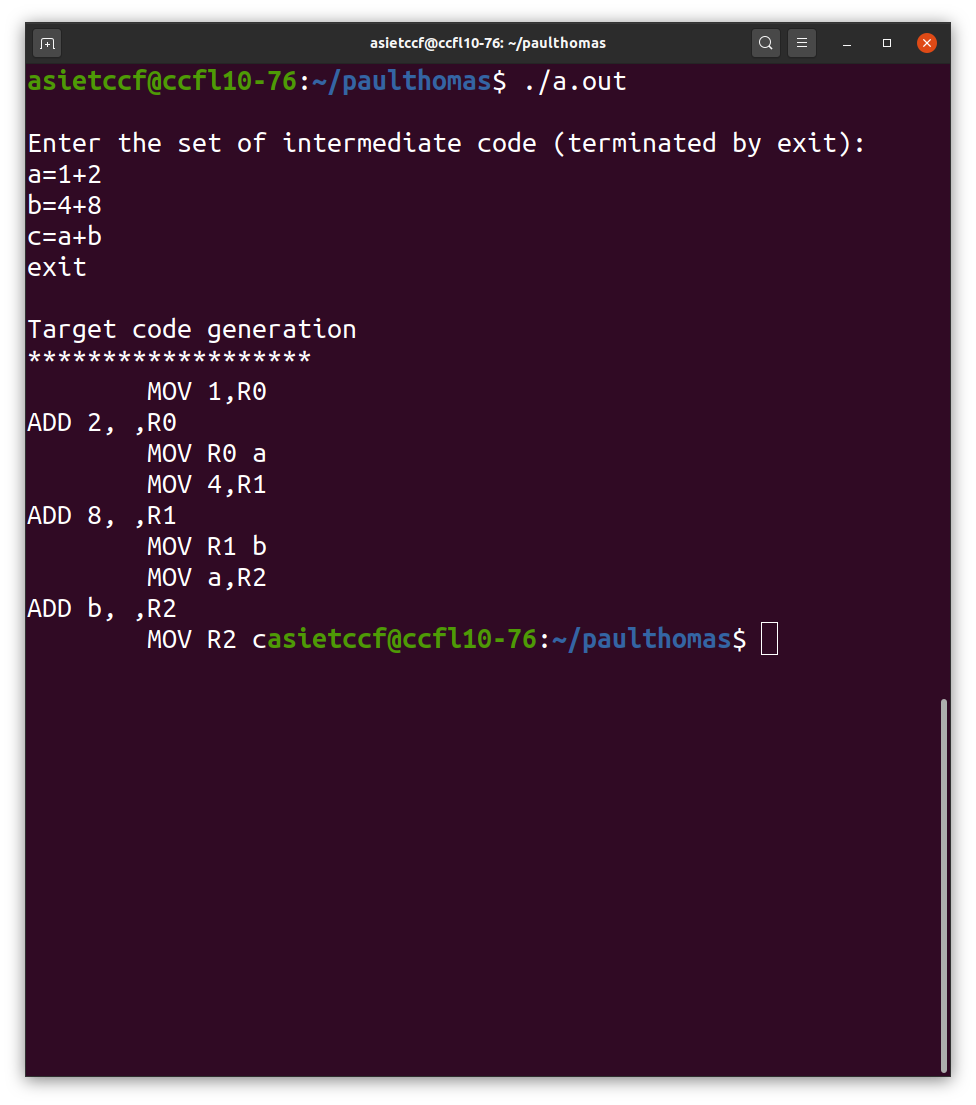 asietccf@ccfl10-76: ~/paulthomas
asietccf@ccfl10-76:~/paulthomas$ ./a.out
Enter the set of intermediate code (terminated by exit):
a=1+2
b=4+8
c=a+b
exit
Target code generation
*******************
MOV 1,R0
ADD 2, ,R0
MOV R0 a
MOV 4,R1
ADD 8, ,R1
MOV R1 b
MOV a,R2
ADD b, ,R2
MOV R2 casietccf@ccfl10-76:~/paulthomas$